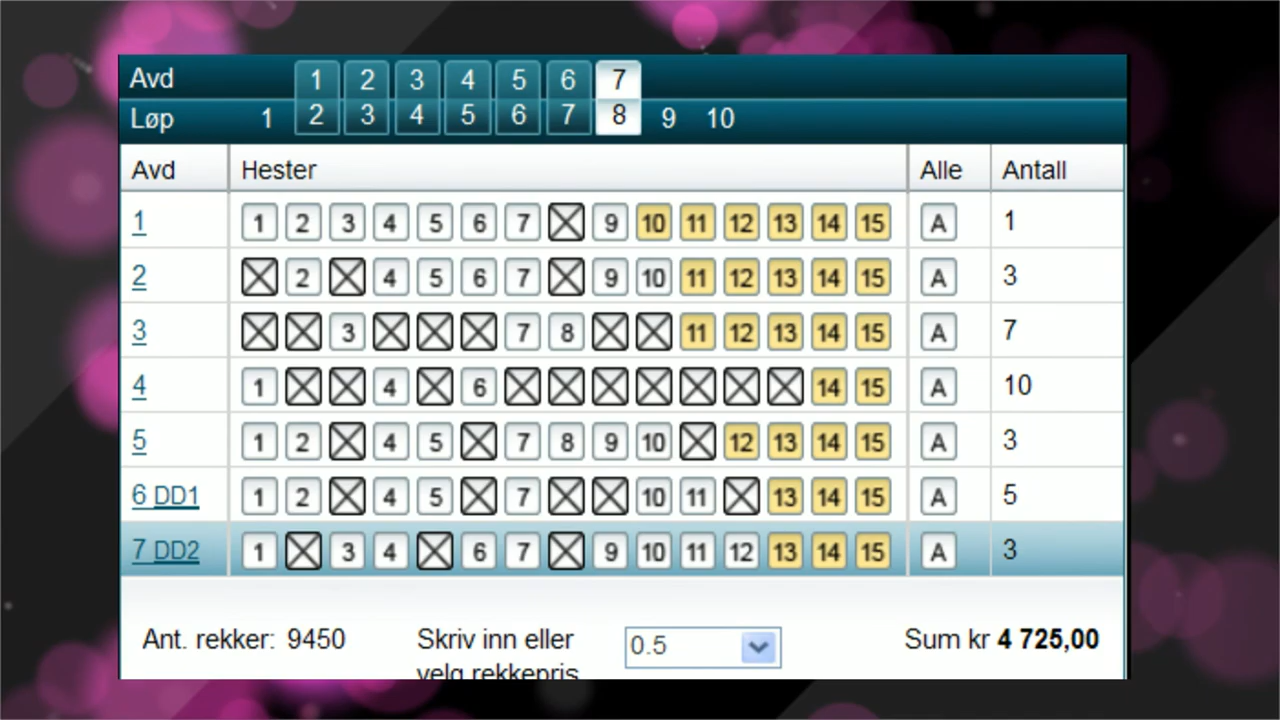 Avd 1 2 3 4 5 6 7
Løp 1 2 3 4 5 6 7 8 9 10
Avd Hester Alle Antall
1 1 2 3 4 5 6 7 9 10 11 12 13 14 15 A 1
2 2 4 5 6 7 9 10 11 12 13 14 15 A 3
3 3 7 8 11 12 13 14 15 A 7
4 1 4 6 14 15 A 10
5 1 2 4 5 7 8 9 10 12 13 14 15 A 3
6 DD1 1 2 4 5 7 10 11 13 14 15 A 5
7 DD2 1 3 4 6 7 9 10 11 12 13 14 15 A 3
Ant. rekker: 9450 Skriv inn eller 0.5 Sum kr 4 725,00
velg rekkepris